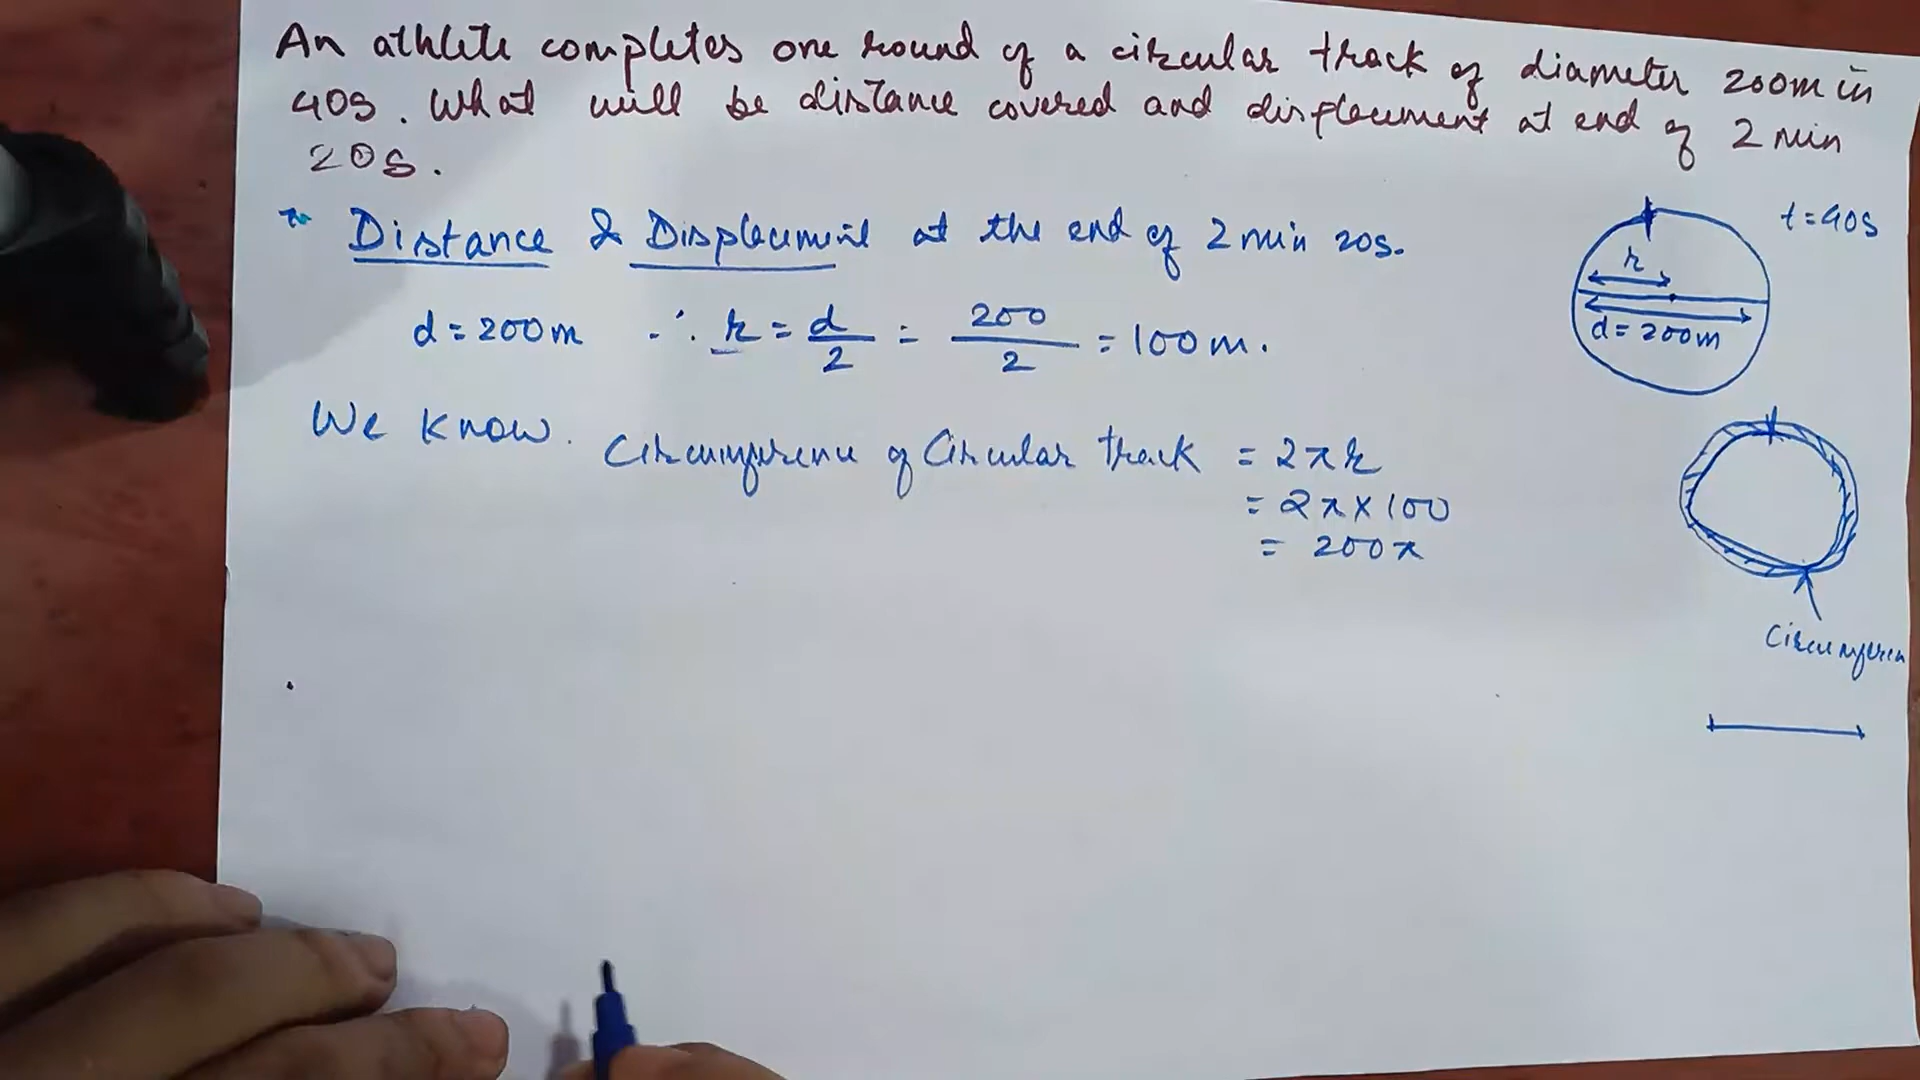 An athlete completes one round of a circular track of diameter 200m in
40s. What will be distance covered and displacement at end of 2 min
20s.
Distance & Displacement at the end of 2 min 20s.
t = 40s
r
d = 200m
d = 200m ∴ r = d/2 = 200/2 = 100m.
We know. Circumference of Circular track = 2πr
= 2π×100
= 200π
Circumferen